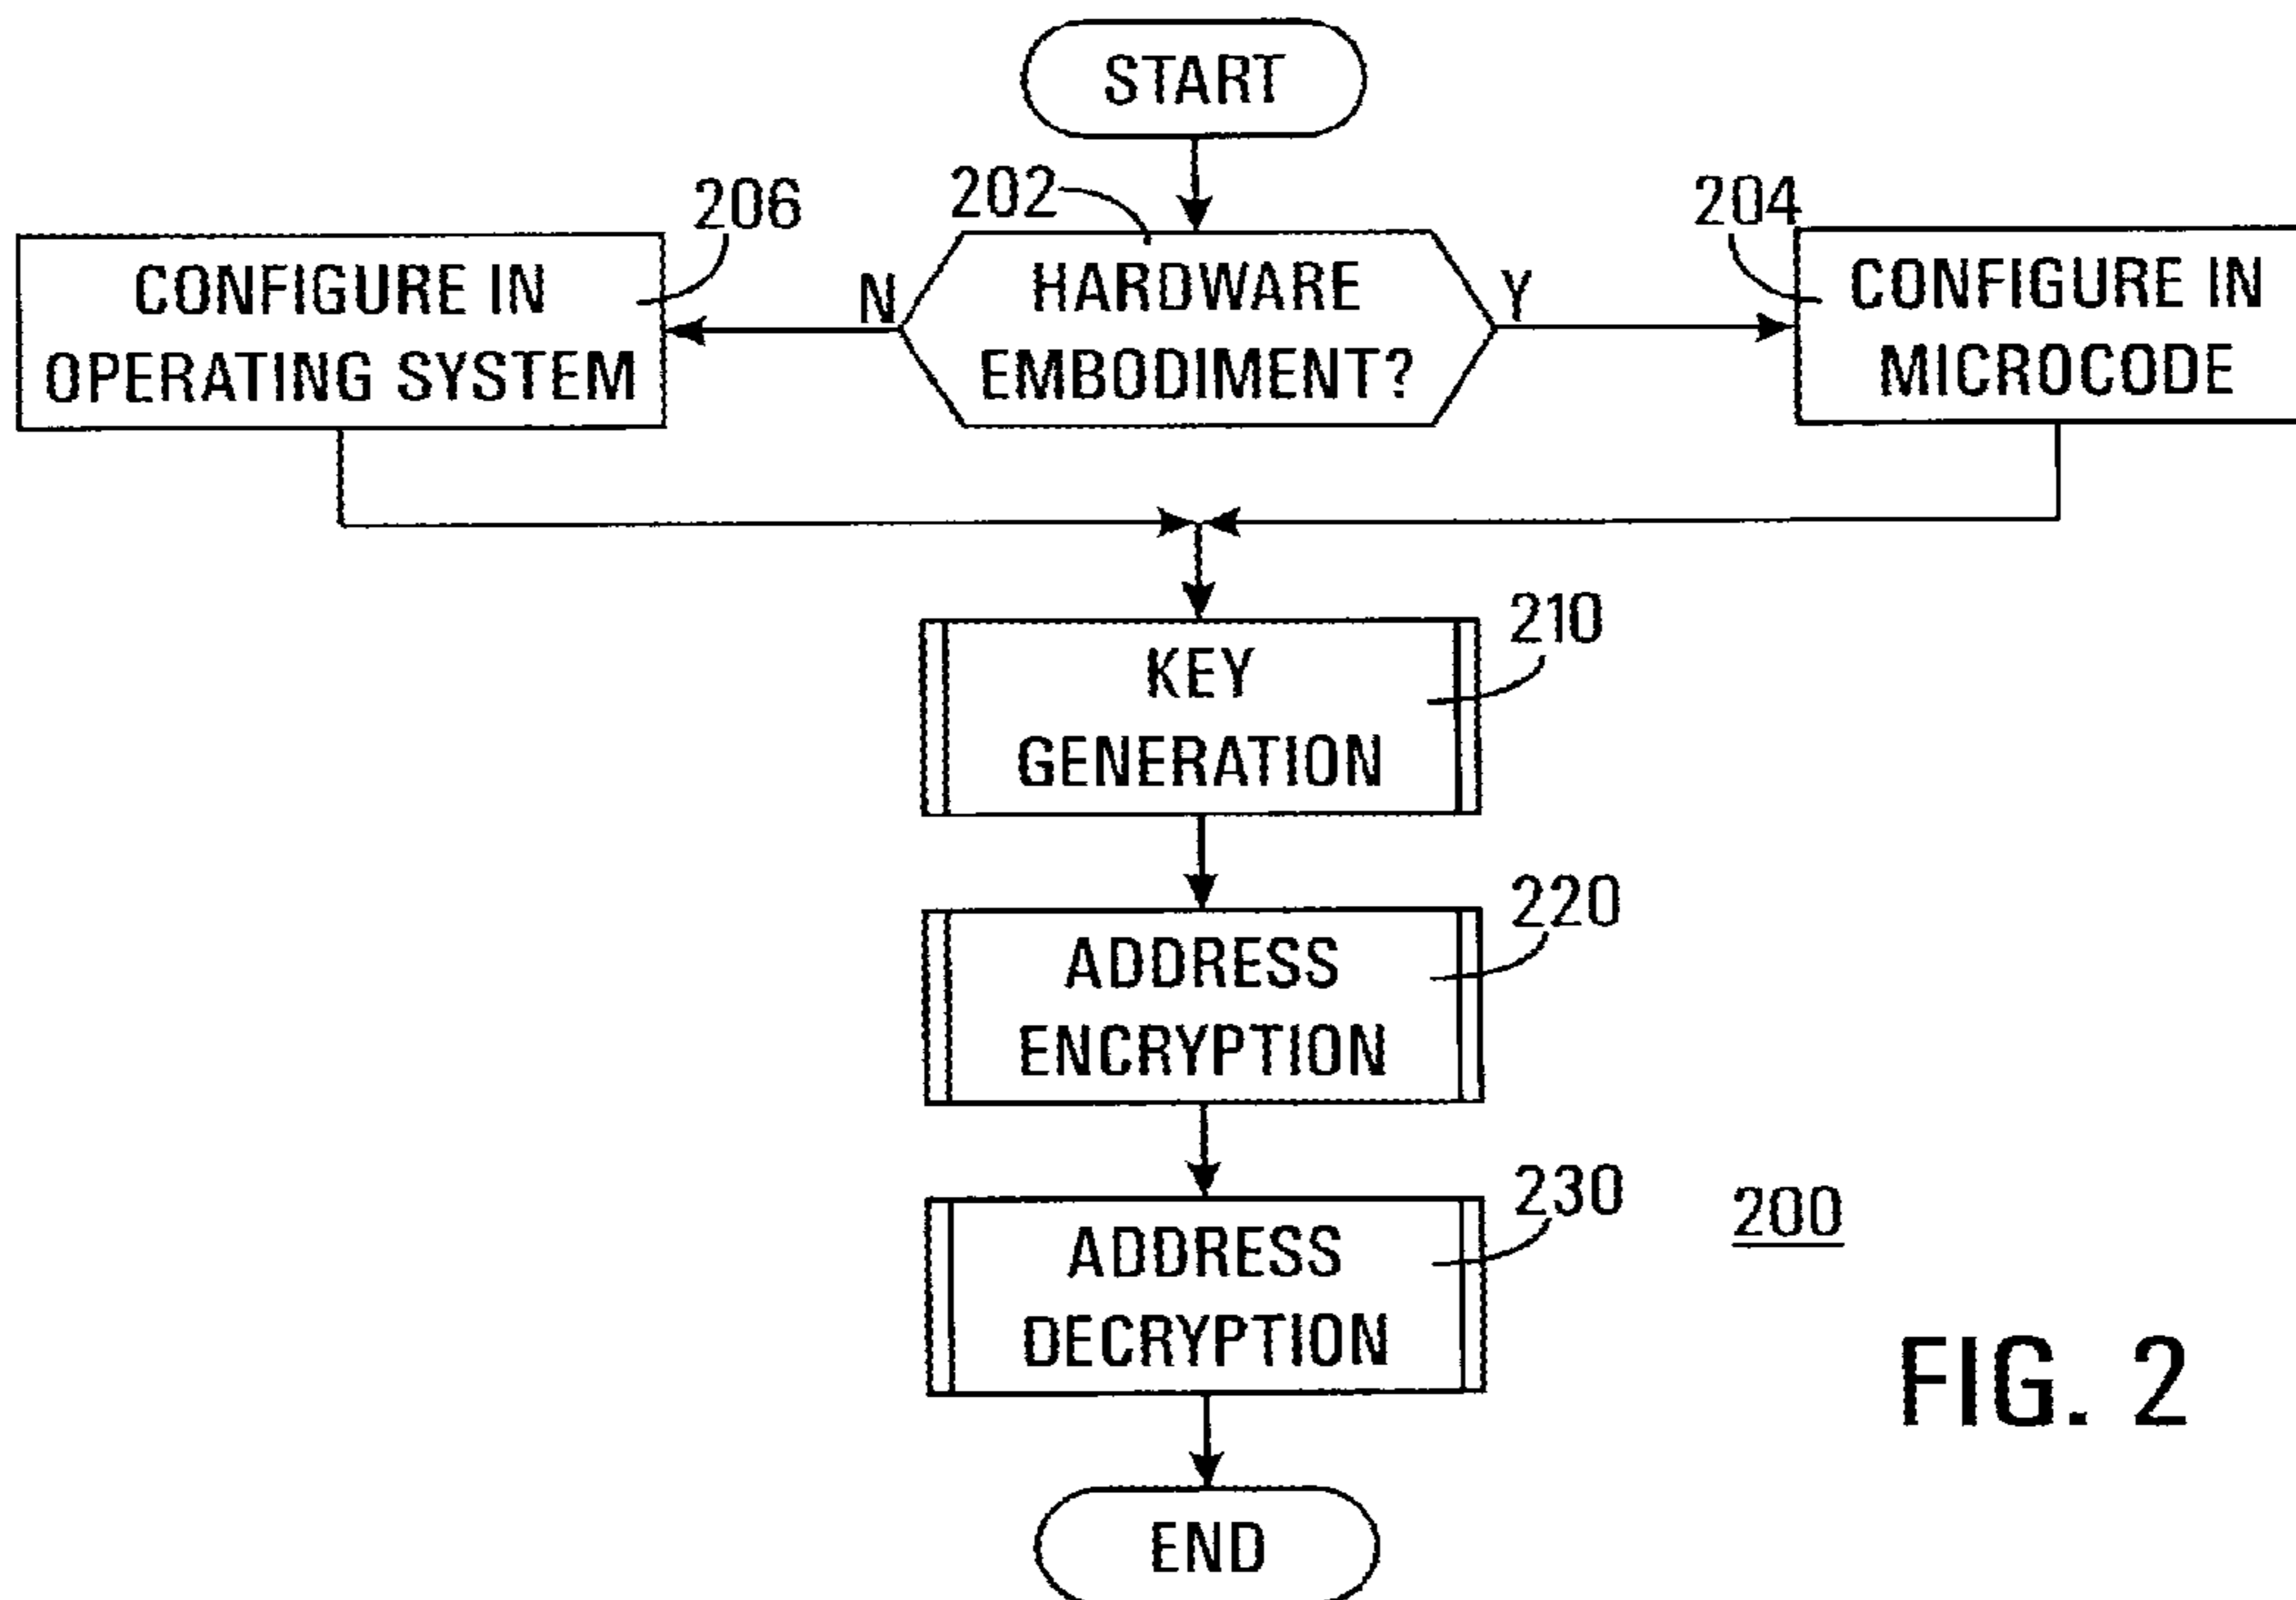 START
206
202
204
CONFIGURE IN
OPERATING SYSTEM
N
HARDWARE
EMBODIMENT?
Y
CONFIGURE IN
MICROCODE
210
KEY
GENERATION
220
ADDRESS
ENCRYPTION
230
ADDRESS
DECRYPTION
200
END
FIG. 2